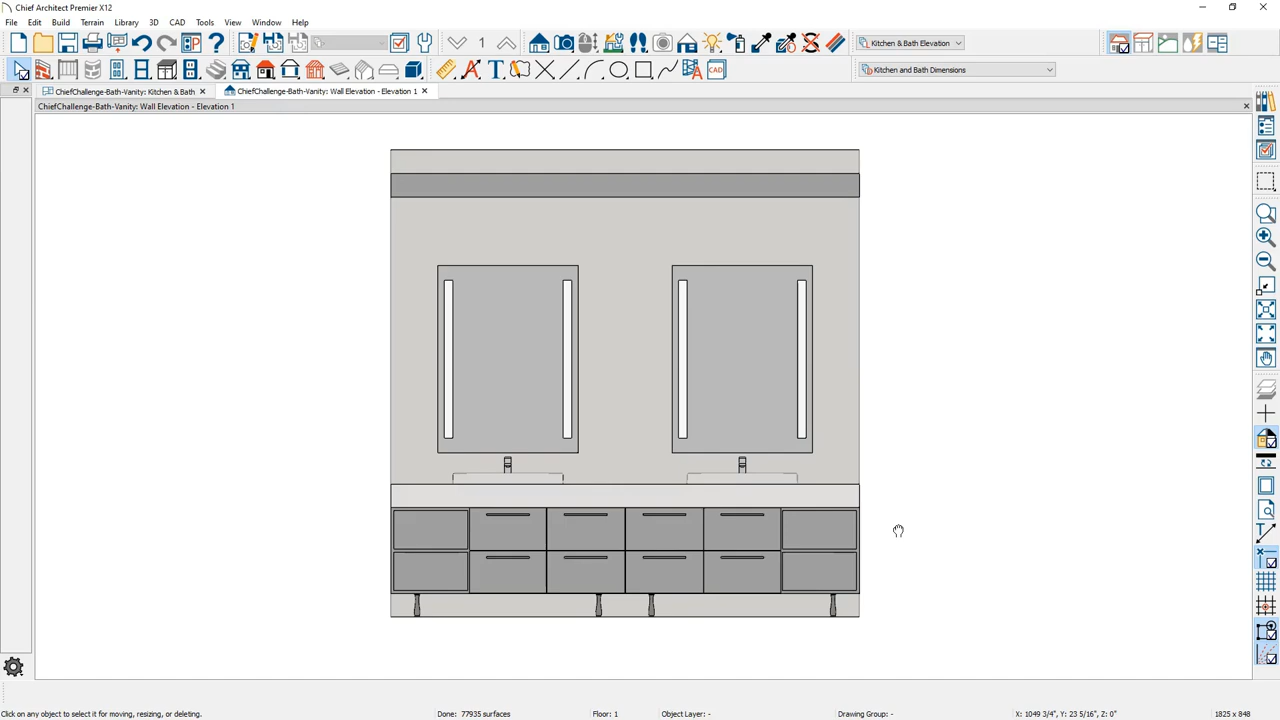 Chief Architect Premier X12
File Edit Build Terrain Library 3D CAD Tools View Window Help
1 Kitchen & Bath Elevation
CAD Kitchen and Bath Dimensions
ChiefChallenge-Bath-Vanity: Kitchen & Bath ChiefChallenge-Bath-Vanity: Wall Elevation - Elevation 1
ChiefChallenge-Bath-Vanity: Wall Elevation - Elevation 1
Click on any object to select it for moving, resizing, or deleting. Done: 77935 surfaces Floor: 1 Object Layer: - Drawing Group: - X: 1049 3/4", Y: 23 5/16", Z: 0" 1825 x 848